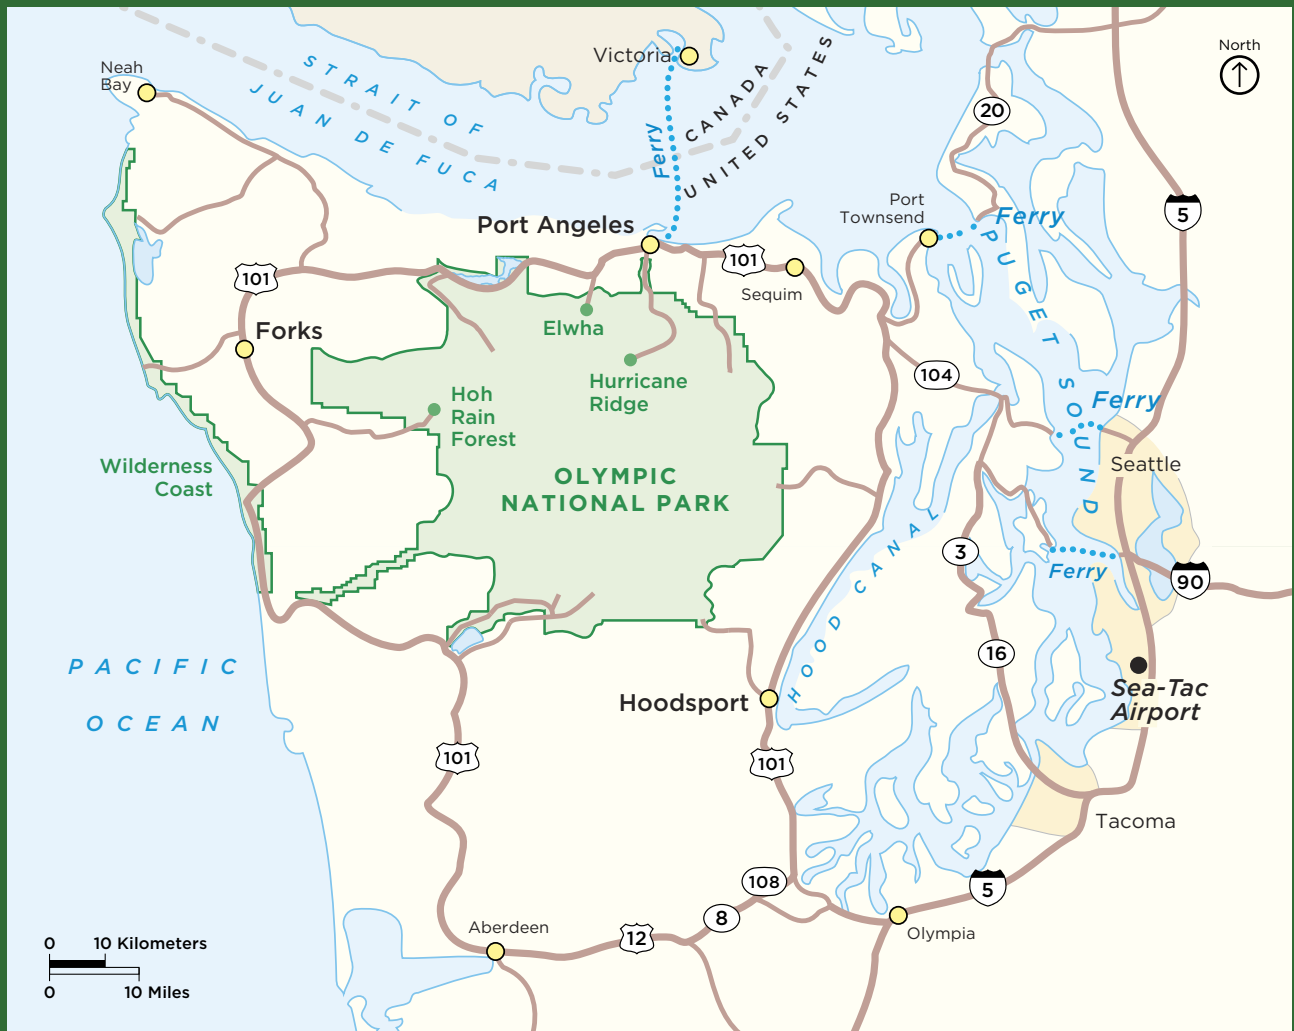 North
Victoria
Neah
Bay
STRAIT OF
JUAN DE FUCA
CANADA
UNITED STATES
Ferry
20
5
Port
Townsend
Ferry
Port Angeles
101
Sequim
101
PUGET SOUND
Forks
Elwha
Hurricane
Ridge
104
Ferry
Hoh
Rain
Forest
Wilderness
Coast
OLYMPIC
NATIONAL PARK
Seattle
HOOD CANAL
3
Ferry
90
16
PACIFIC
OCEAN
Sea-Tac
Airport
Hoodsport
101
101
Tacoma
108
5
8
12
Aberdeen
Olympia
0 10 Kilometers
0 10 Miles